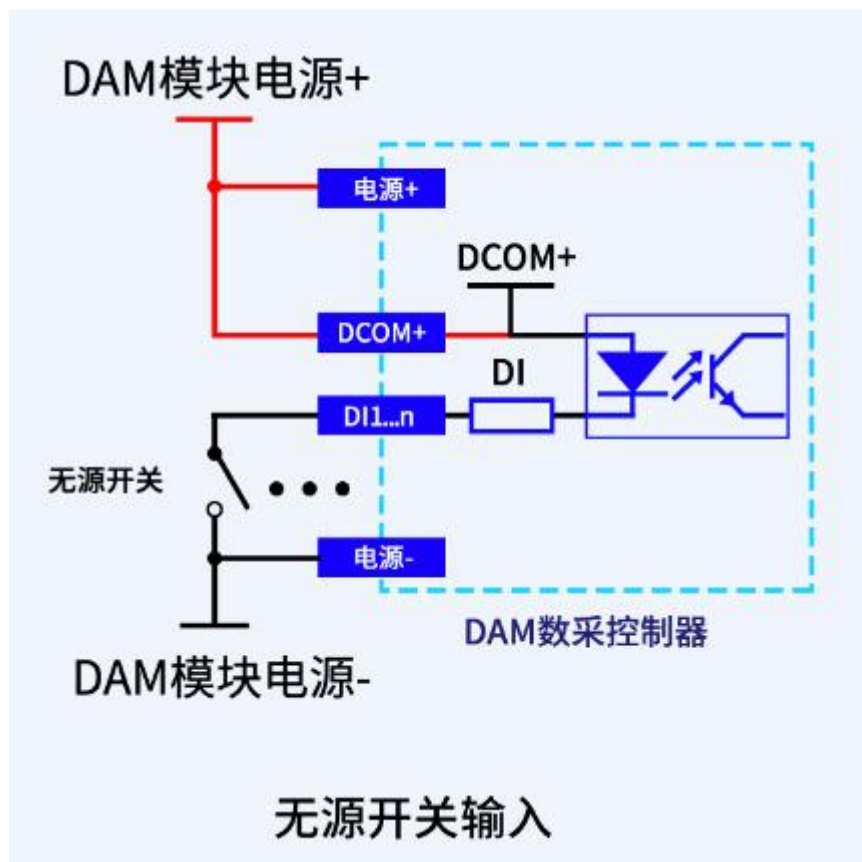 DAM模块电源+
电源+
DCOM+
DCOM+
DI
DI1...n
无源开关
电源-
DAM数采控制器
DAM模块电源-
无源开关输入